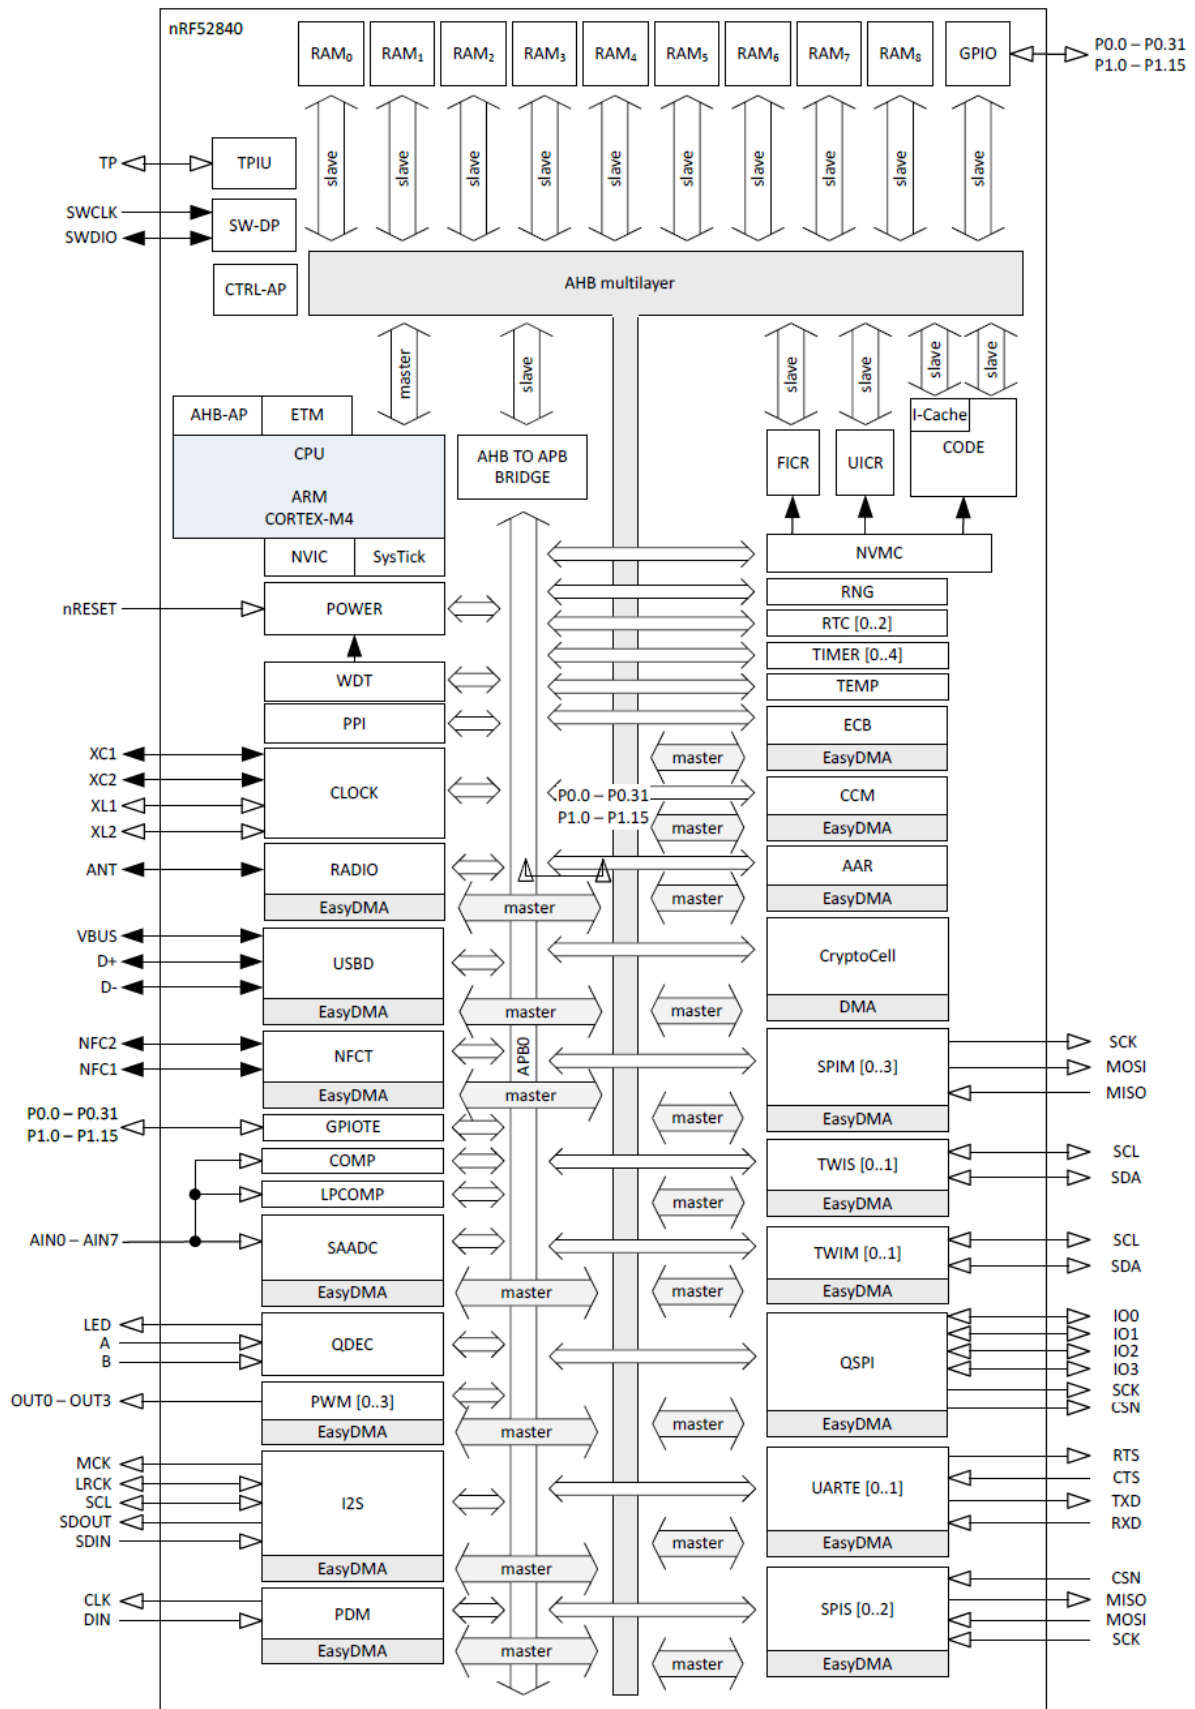 nRF52840
RAM₀ RAM₁ RAM₂ RAM₃ RAM₄ RAM₅ RAM₆ RAM₇ RAM₈ GPIO
P0.0 – P0.31
P1.0 – P1.15
slave slave slave slave slave slave slave slave slave slave
TP TPIU
SWCLK
SWDIO
SW-DP
CTRL-AP
AHB multilayer
master slave slave slave slave slave
AHB-AP ETM
CPU
ARM
CORTEX-M4
NVIC SysTick
AHB TO APB
BRIDGE
FICR UICR
I-Cache
CODE
NVMC
nRESET POWER
RNG
RTC [0..2]
WDT
TIMER [0..4]
TEMP
PPI
ECB
master EasyDMA
XC1
XC2
XL1
XL2
CLOCK
P0.0 – P0.31
P1.0 – P1.15
CCM
master EasyDMA
ANT RADIO
EasyDMA master
AAR
master EasyDMA
VBUS
D+
D-
USBD
EasyDMA master
CryptoCell
master DMA
APB0
NFC2
NFC1
NFCT
EasyDMA master
SPIM [0..3]
master EasyDMA
SCK
MOSI
MISO
P0.0 – P0.31
P1.0 – P1.15
GPIOTE
COMP
LPCOMP
TWIS [0..1]
master EasyDMA
SCL
SDA
AIN0 – AIN7 SAADC
EasyDMA master
TWIM [0..1]
master EasyDMA
SCL
SDA
LED
A
B
QDEC
QSPI
master EasyDMA
IO0
IO1
IO2
IO3
SCK
CSN
OUT0 – OUT3 PWM [0..3]
EasyDMA master
MCK
LRCK
SCL
SDOUT
SDIN
I2S
EasyDMA master
UARTE [0..1]
master EasyDMA
RTS
CTS
TXD
RXD
CLK
DIN
PDM
EasyDMA master
SPIS [0..2]
master EasyDMA
CSN
MISO
MOSI
SCK